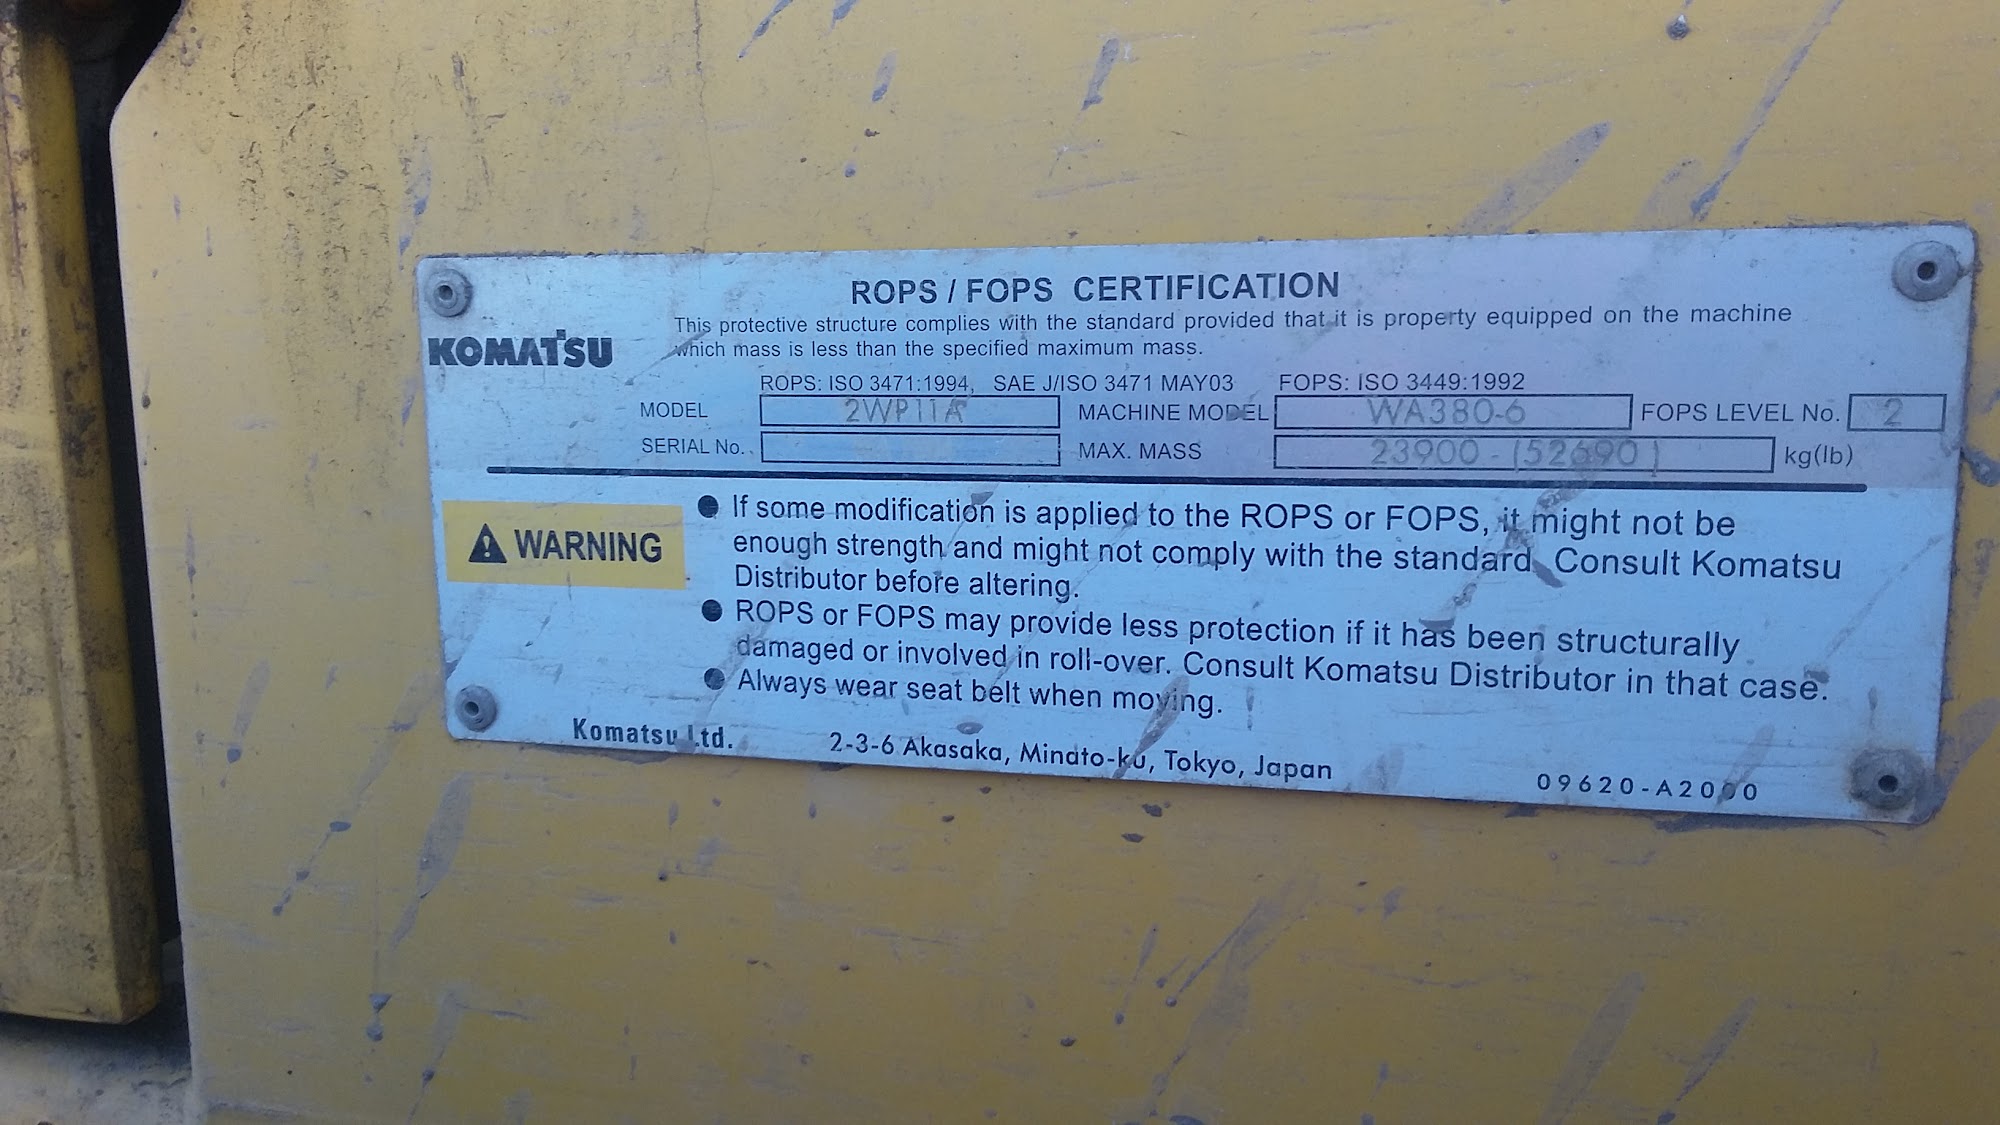 ROPS / FOPS CERTIFICATION
KOMATSU
This protective structure complies with the standard provided that it is property equipped on the machine
which mass is less than the specified maximum mass.
ROPS: ISO 3471:1994, SAE J/ISO 3471 MAY03 FOPS: ISO 3449:1992
MODEL 2WP11A MACHINE MODEL WA380-6 FOPS LEVEL No. 2
SERIAL No. MAX. MASS 23900 - (52690) kg(lb)
WARNING
● If some modification is applied to the ROPS or FOPS, it might not be
enough strength and might not comply with the standard. Consult Komatsu
Distributor before altering.
● ROPS or FOPS may provide less protection if it has been structurally
damaged or involved in roll-over. Consult Komatsu Distributor in that case.
● Always wear seat belt when moving.
Komatsu Ltd. 2-3-6 Akasaka, Minato-ku, Tokyo, Japan 09620-A2000